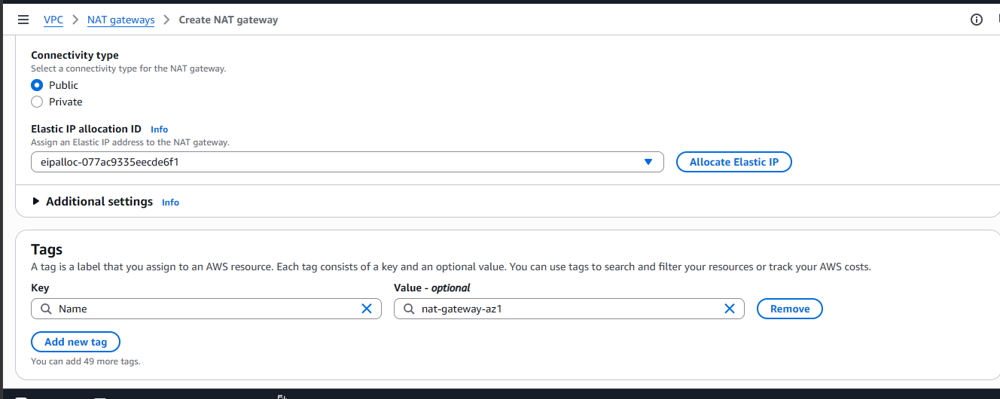 VPC > NAT gateways > Create NAT gateway
Connectivity type
Select a connectivity type for the NAT gateway.
Public
Private
Elastic IP allocation ID Info
Assign an Elastic IP address to the NAT gateway.
eipalloc-077ac9335eecde6f1 Allocate Elastic IP
Additional settings Info
Tags
A tag is a label that you assign to an AWS resource. Each tag consists of a key and an optional value. You can use tags to search and filter your resources or track your AWS costs.
Key Value - optional
Name nat-gateway-az1 Remove
Add new tag
You can add 49 more tags.